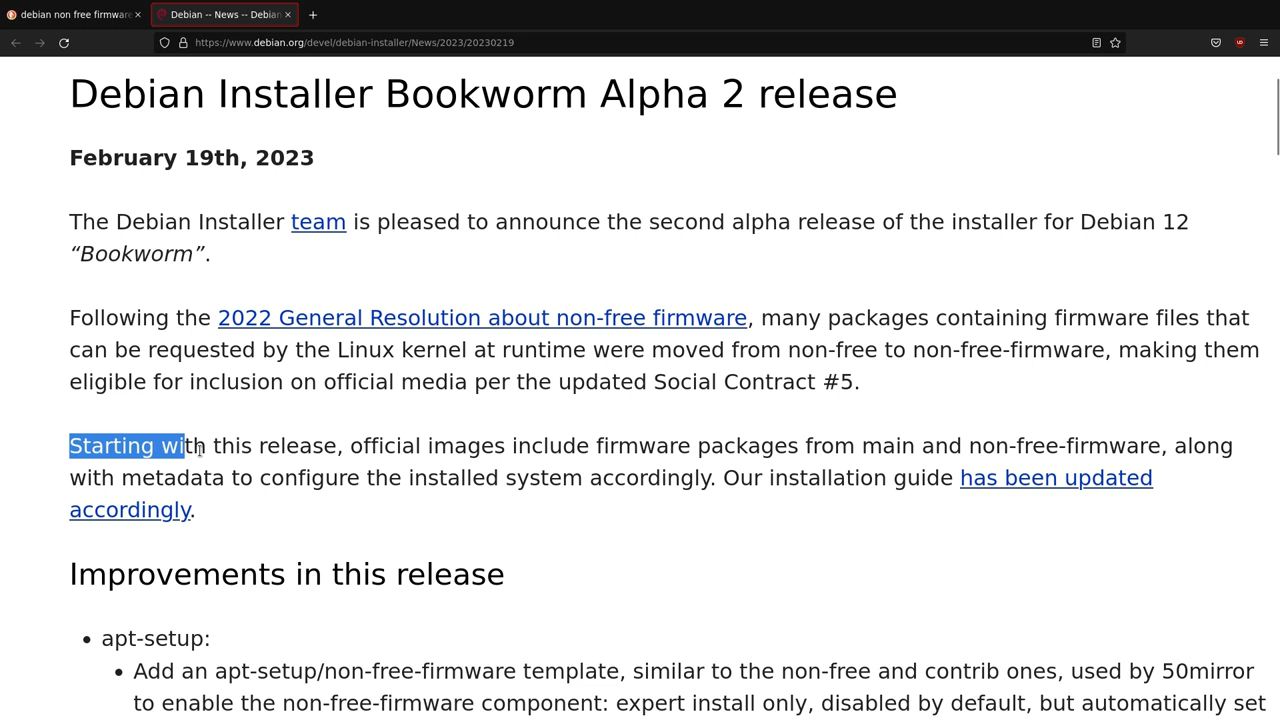 debian non free firmware
Debian -- News -- Debian
https://www.debian.org/devel/debian-installer/News/2023/20230219
Debian Installer Bookworm Alpha 2 release
February 19th, 2023
The Debian Installer team is pleased to announce the second alpha release of the installer for Debian 12
“Bookworm”.
Following the 2022 General Resolution about non-free firmware, many packages containing firmware files that
can be requested by the Linux kernel at runtime were moved from non-free to non-free-firmware, making them
eligible for inclusion on official media per the updated Social Contract #5.
Starting with this release, official images include firmware packages from main and non-free-firmware, along
with metadata to configure the installed system accordingly. Our installation guide has been updated
accordingly.
Improvements in this release
• apt-setup:
• Add an apt-setup/non-free-firmware template, similar to the non-free and contrib ones, used by 50mirror
to enable the non-free-firmware component: expert install only, disabled by default, but automatically set